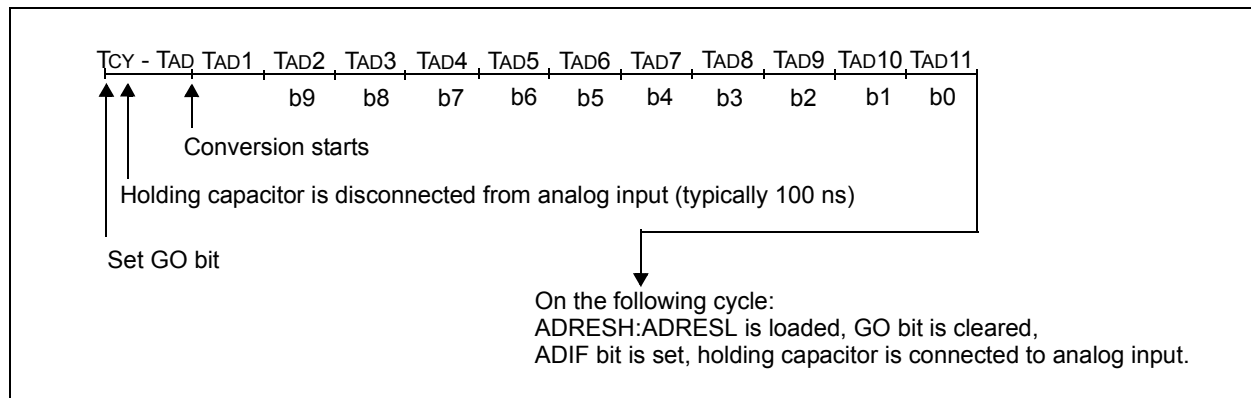 TCY - TAD TAD1 TAD2 TAD3 TAD4 TAD5 TAD6 TAD7 TAD8 TAD9 TAD10 TAD11
b9 b8 b7 b6 b5 b4 b3 b2 b1 b0
Conversion starts
Holding capacitor is disconnected from analog input (typically 100 ns)
Set GO bit
On the following cycle:
ADRESH:ADRESL is loaded, GO bit is cleared,
ADIF bit is set, holding capacitor is connected to analog input.